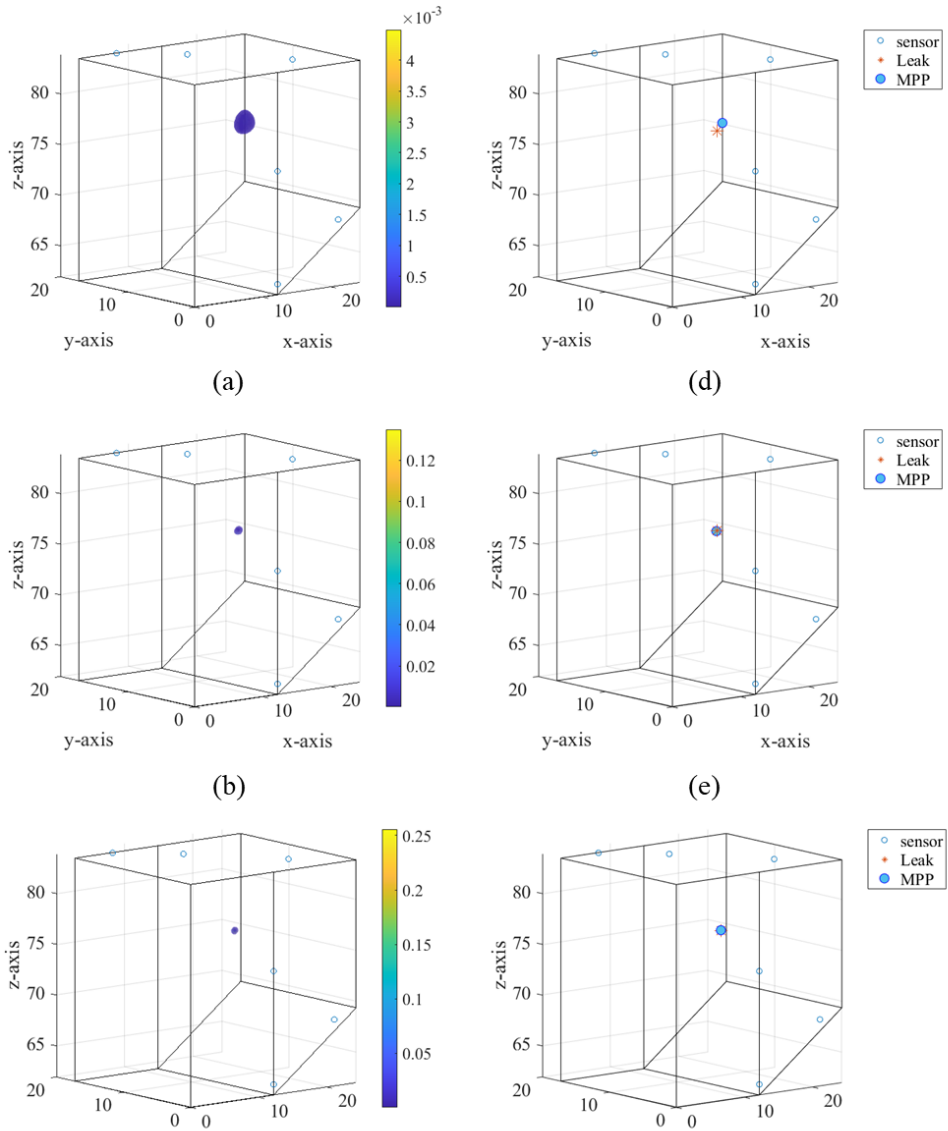 ×10⁻³
4
3.5
3
2.5
2
1.5
1
0.5
80
75
70
65
z-axis
20
10
0
0
10
20
y-axis
x-axis
(a)
sensor
Leak
MPP
80
75
70
65
z-axis
20
10
0
0
10
20
y-axis
x-axis
(d)
0.12
0.1
0.08
0.06
0.04
0.02
80
75
70
65
z-axis
20
10
0
0
10
20
y-axis
x-axis
(b)
sensor
Leak
MPP
80
75
70
65
z-axis
20
10
0
0
10
20
y-axis
x-axis
(e)
0.25
0.2
0.15
0.1
0.05
80
75
70
65
z-axis
20
10
0
0
10
20
sensor
Leak
MPP
80
75
70
65
z-axis
20
10
0
0
10
20